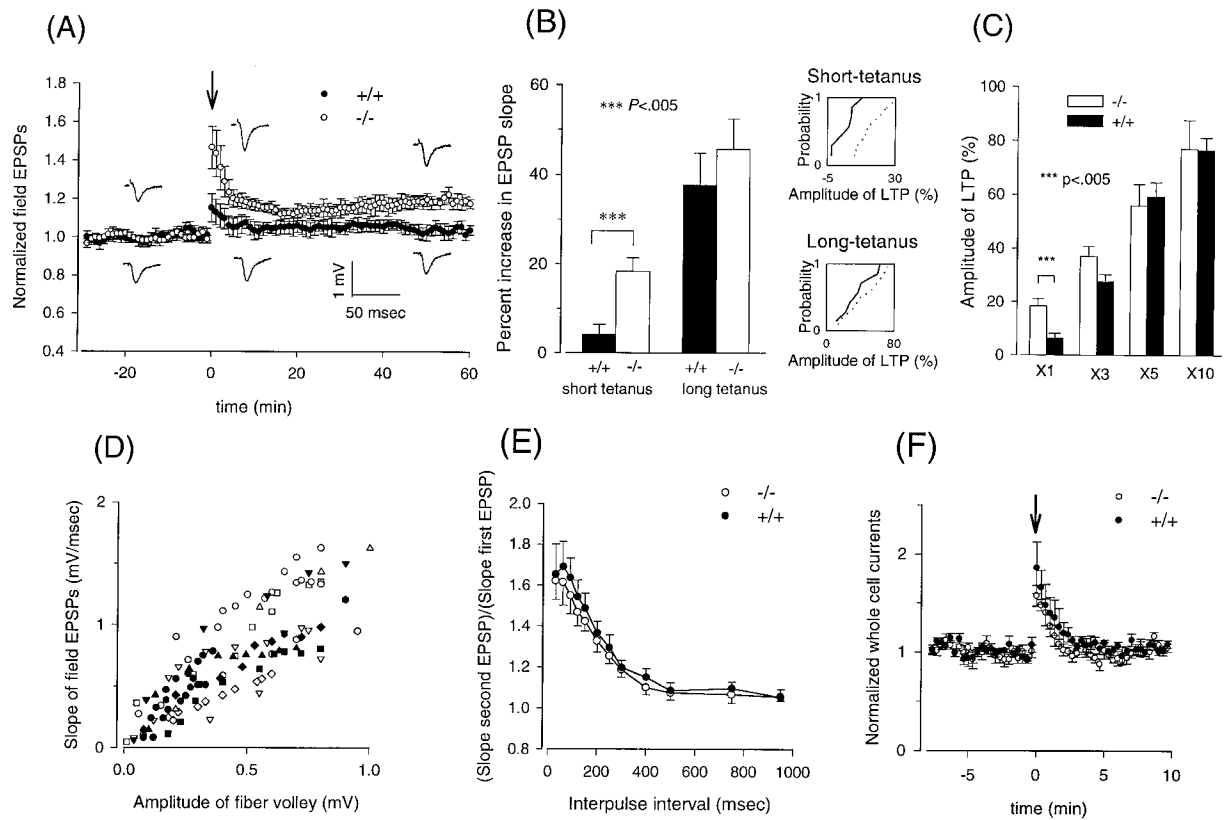 (A)
Normalized field EPSPs
1.8
1.6
1.4
1.2
1.0
0.8
0.6
0.4
+/+
-/-
1 mV
50 msec
-20
0
20
40
60
time (min)
(B)
Percent increase in EPSP slope
60
40
20
0
*** P<.005
***
+/+
-/-
+/+
-/-
short tetanus
long tetanus
Short-tetanus
Probability
1
0
-5
30
Amplitude of LTP (%)
Long-tetanus
Probability
1
0
0
80
Amplitude of LTP (%)
(C)
Amplitude of LTP (%)
100
80
60
40
20
0
-/-
+/+
*** p<.005
***
X1
X3
X5
X10
(D)
Slope of field EPSPs (mV/msec)
2
1
0
0.0
0.5
1.0
Amplitude of fiber volley (mV)
(E)
(Slope second EPSP)/(Slope first EPSP)
2.0
1.8
1.6
1.4
1.2
1.0
0.8
-/-
+/+
0
200
400
600
800
1000
Interpulse interval (msec)
(F)
Normalized whole cell currents
2
1
0
-/-
+/+
-5
0
5
10
time (min)